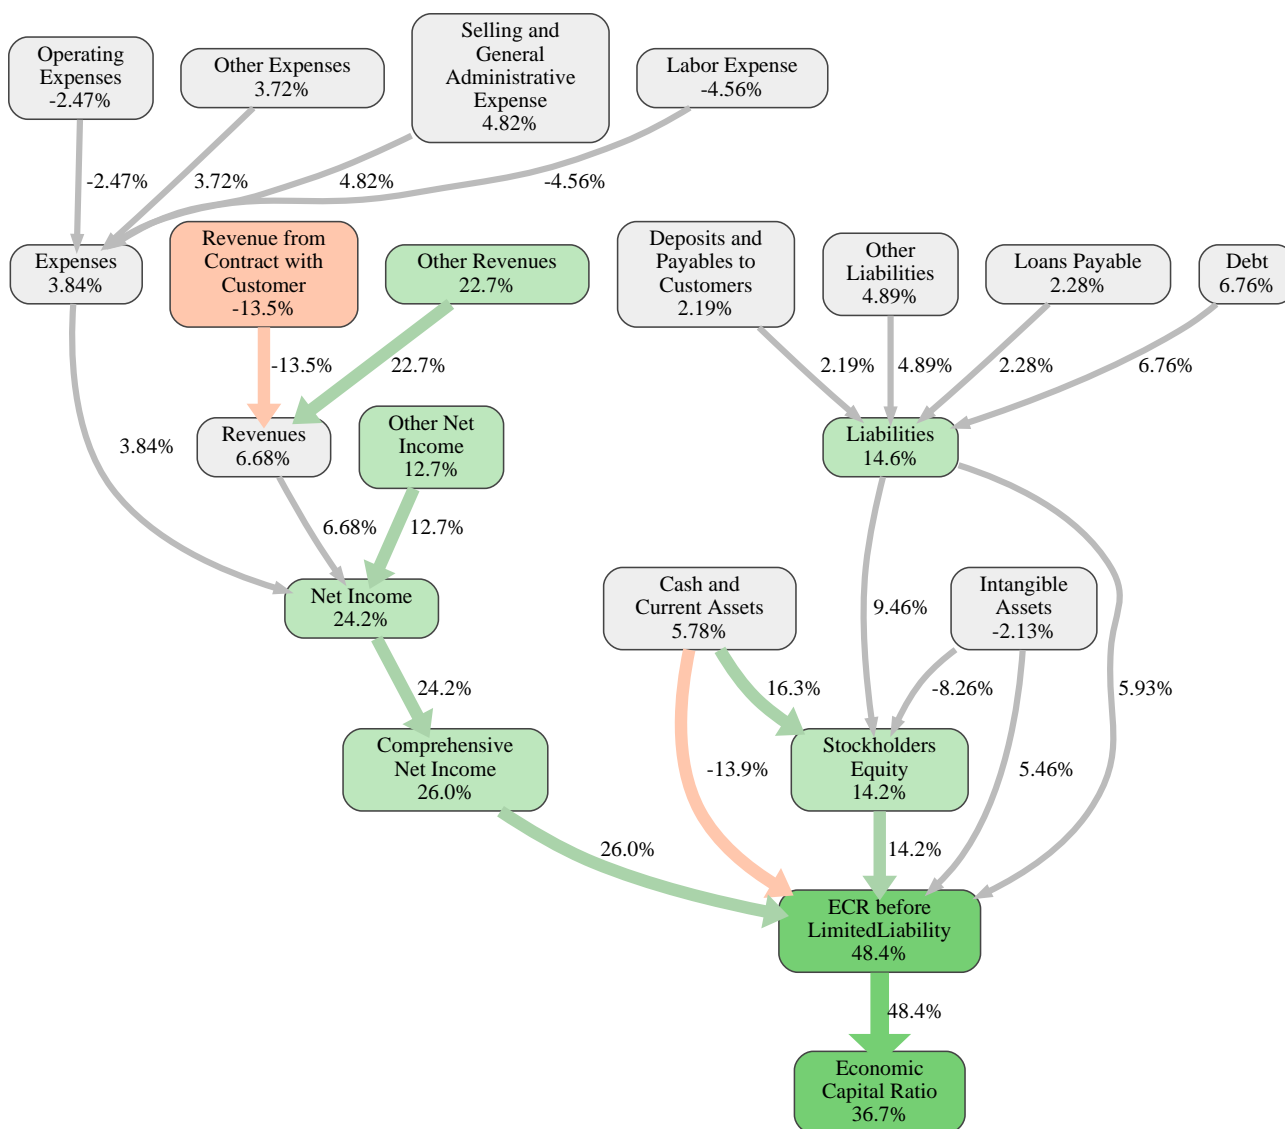 Operating
Expenses
-2.47%
Other Expenses
3.72%
Selling and
General
Administrative
Expense
4.82%
Labor Expense
-4.56%
-2.47%
3.72%
4.82%
-4.56%
Expenses
3.84%
Revenue from
Contract with
Customer
-13.5%
Other Revenues
22.7%
Deposits and
Payables to
Customers
2.19%
Other
Liabilities
4.89%
Loans Payable
2.28%
Debt
6.76%
-13.5%
22.7%
2.19%
4.89%
2.28%
6.76%
3.84%
Revenues
6.68%
Other Net
Income
12.7%
Liabilities
14.6%
6.68%
12.7%
Net Income
24.2%
Cash and
Current Assets
5.78%
9.46%
Intangible
Assets
-2.13%
24.2%
16.3%
-8.26%
5.93%
Comprehensive
Net Income
26.0%
-13.9%
Stockholders
Equity
14.2%
5.46%
26.0%
14.2%
ECR before
LimitedLiability
48.4%
48.4%
Economic
Capital Ratio
36.7%